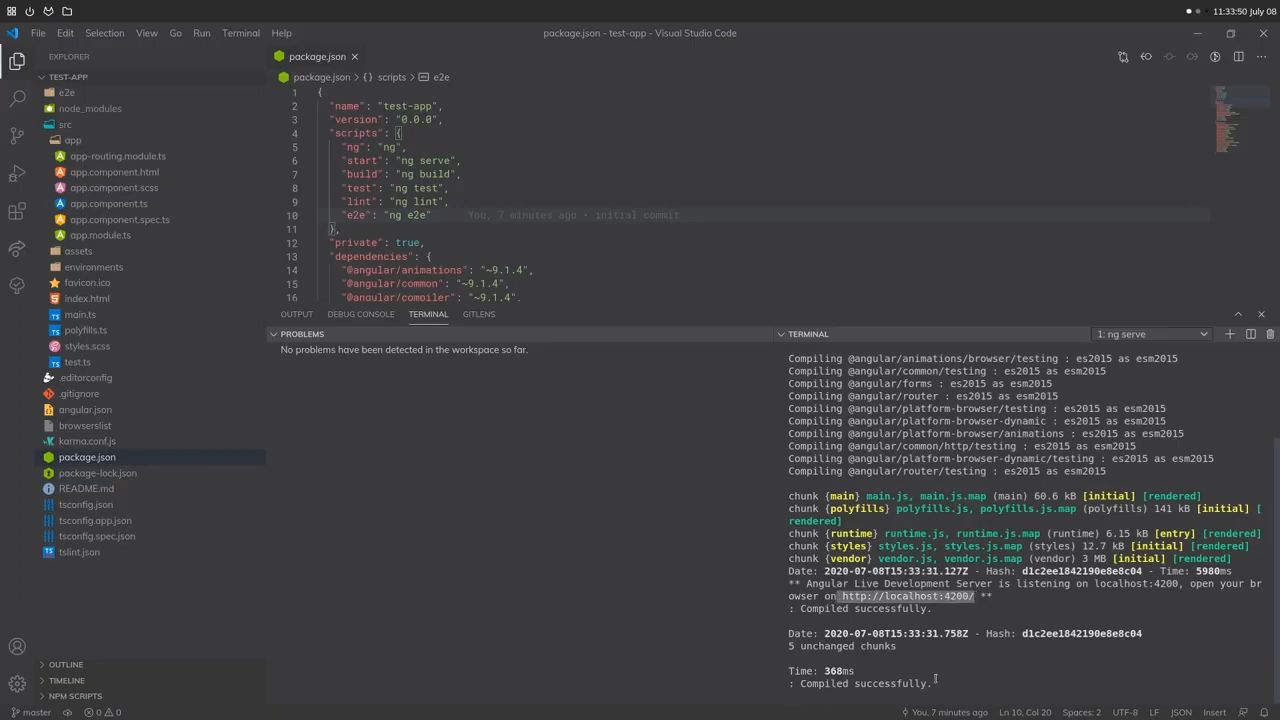 11:33:50 July 08
File Edit Selection View Go Run Terminal Help
package.json - test-app - Visual Studio Code
EXPLORER
TEST-APP
e2e
node_modules
src
app
app-routing.module.ts
app.component.html
app.component.scss
app.component.ts
app.component.spec.ts
app.module.ts
assets
environments
favicon.ico
index.html
main.ts
polyfills.ts
styles.scss
test.ts
.editorconfig
.gitignore
angular.json
browserslist
karma.conf.js
package.json
package-lock.json
README.md
tsconfig.json
tsconfig.app.json
tsconfig.spec.json
tslint.json
OUTLINE
TIMELINE
NPM SCRIPTS
package.json
package.json > {} scripts > e2e
1 {
2 "name": "test-app",
3 "version": "0.0.0",
4 "scripts": {
5 "ng": "ng",
6 "start": "ng serve",
7 "build": "ng build",
8 "test": "ng test",
9 "lint": "ng lint",
10 "e2e": "ng e2e" You, 7 minutes ago • initial commit
11 },
12 "private": true,
13 "dependencies": {
14 "@angular/animations": "~9.1.4",
15 "@angular/common": "~9.1.4",
16 "@angular/compiler": "~9.1.4",
OUTPUT DEBUG CONSOLE TERMINAL GITLENS
PROBLEMS
No problems have been detected in the workspace so far.
TERMINAL
1: ng serve
Compiling @angular/animations/browser/testing : es2015 as esm2015
Compiling @angular/common/testing : es2015 as esm2015
Compiling @angular/forms : es2015 as esm2015
Compiling @angular/router : es2015 as esm2015
Compiling @angular/platform-browser/testing : es2015 as esm2015
Compiling @angular/platform-browser-dynamic : es2015 as esm2015
Compiling @angular/platform-browser/animations : es2015 as esm2015
Compiling @angular/common/http/testing : es2015 as esm2015
Compiling @angular/platform-browser-dynamic/testing : es2015 as esm2015
Compiling @angular/router/testing : es2015 as esm2015
chunk {main} main.js, main.js.map (main) 60.6 kB [initial] [rendered]
chunk {polyfills} polyfills.js, polyfills.js.map (polyfills) 141 kB [initial] [
rendered]
chunk {runtime} runtime.js, runtime.js.map (runtime) 6.15 kB [entry] [rendered]
chunk {styles} styles.js, styles.js.map (styles) 12.7 kB [initial] [rendered]
chunk {vendor} vendor.js, vendor.js.map (vendor) 3 MB [initial] [rendered]
Date: 2020-07-08T15:33:31.127Z - Hash: d1c2ee1842190e8e8c04 - Time: 5980ms
** Angular Live Development Server is listening on localhost:4200, open your br
owser on http://localhost:4200/ **
: Compiled successfully.
Date: 2020-07-08T15:33:31.758Z - Hash: d1c2ee1842190e8e8c04
5 unchanged chunks
Time: 368ms
: Compiled successfully.
master 0 0 You, 7 minutes ago Ln 10, Col 20 Spaces: 2 UTF-8 LF JSON Insert